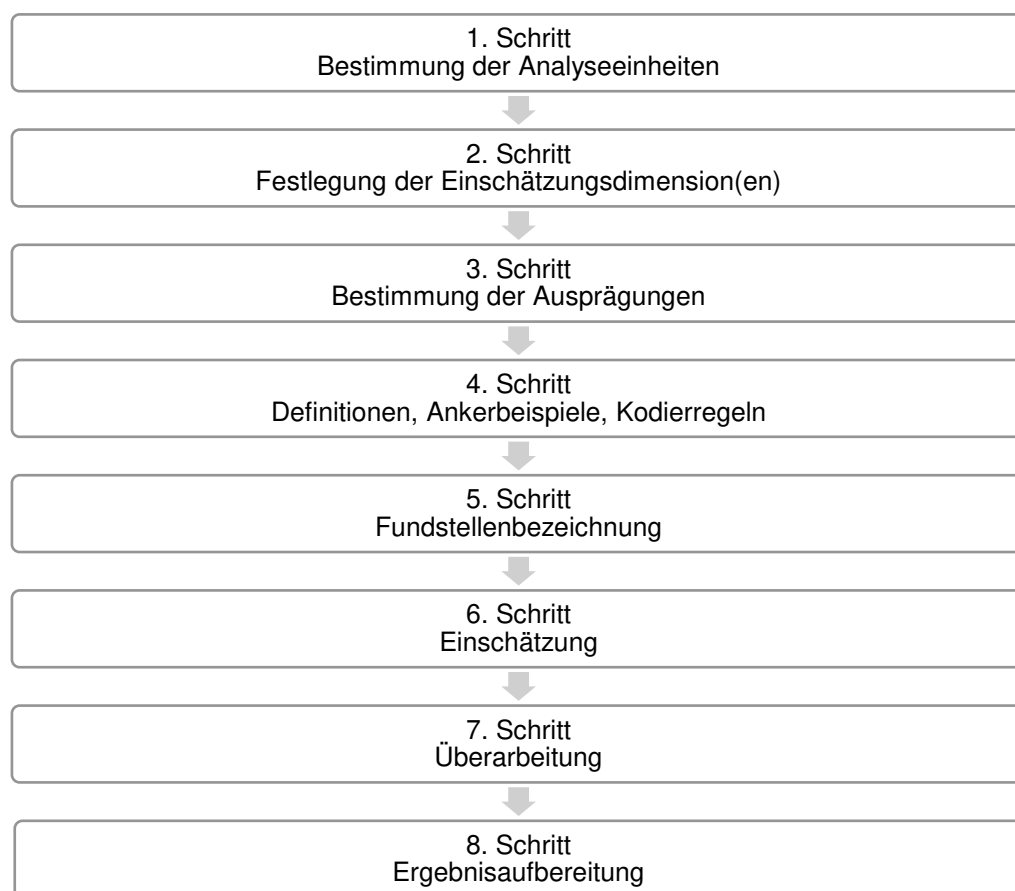 1. Schritt
Bestimmung der Analyseeinheiten
2. Schritt
Festlegung der Einschätzungsdimension(en)
3. Schritt
Bestimmung der Ausprägungen
4. Schritt
Definitionen, Ankerbeispiele, Kodierregeln
5. Schritt
Fundstellenbezeichnung
6. Schritt
Einschätzung
7. Schritt
Überarbeitung
8. Schritt
Ergebnisaufbereitung